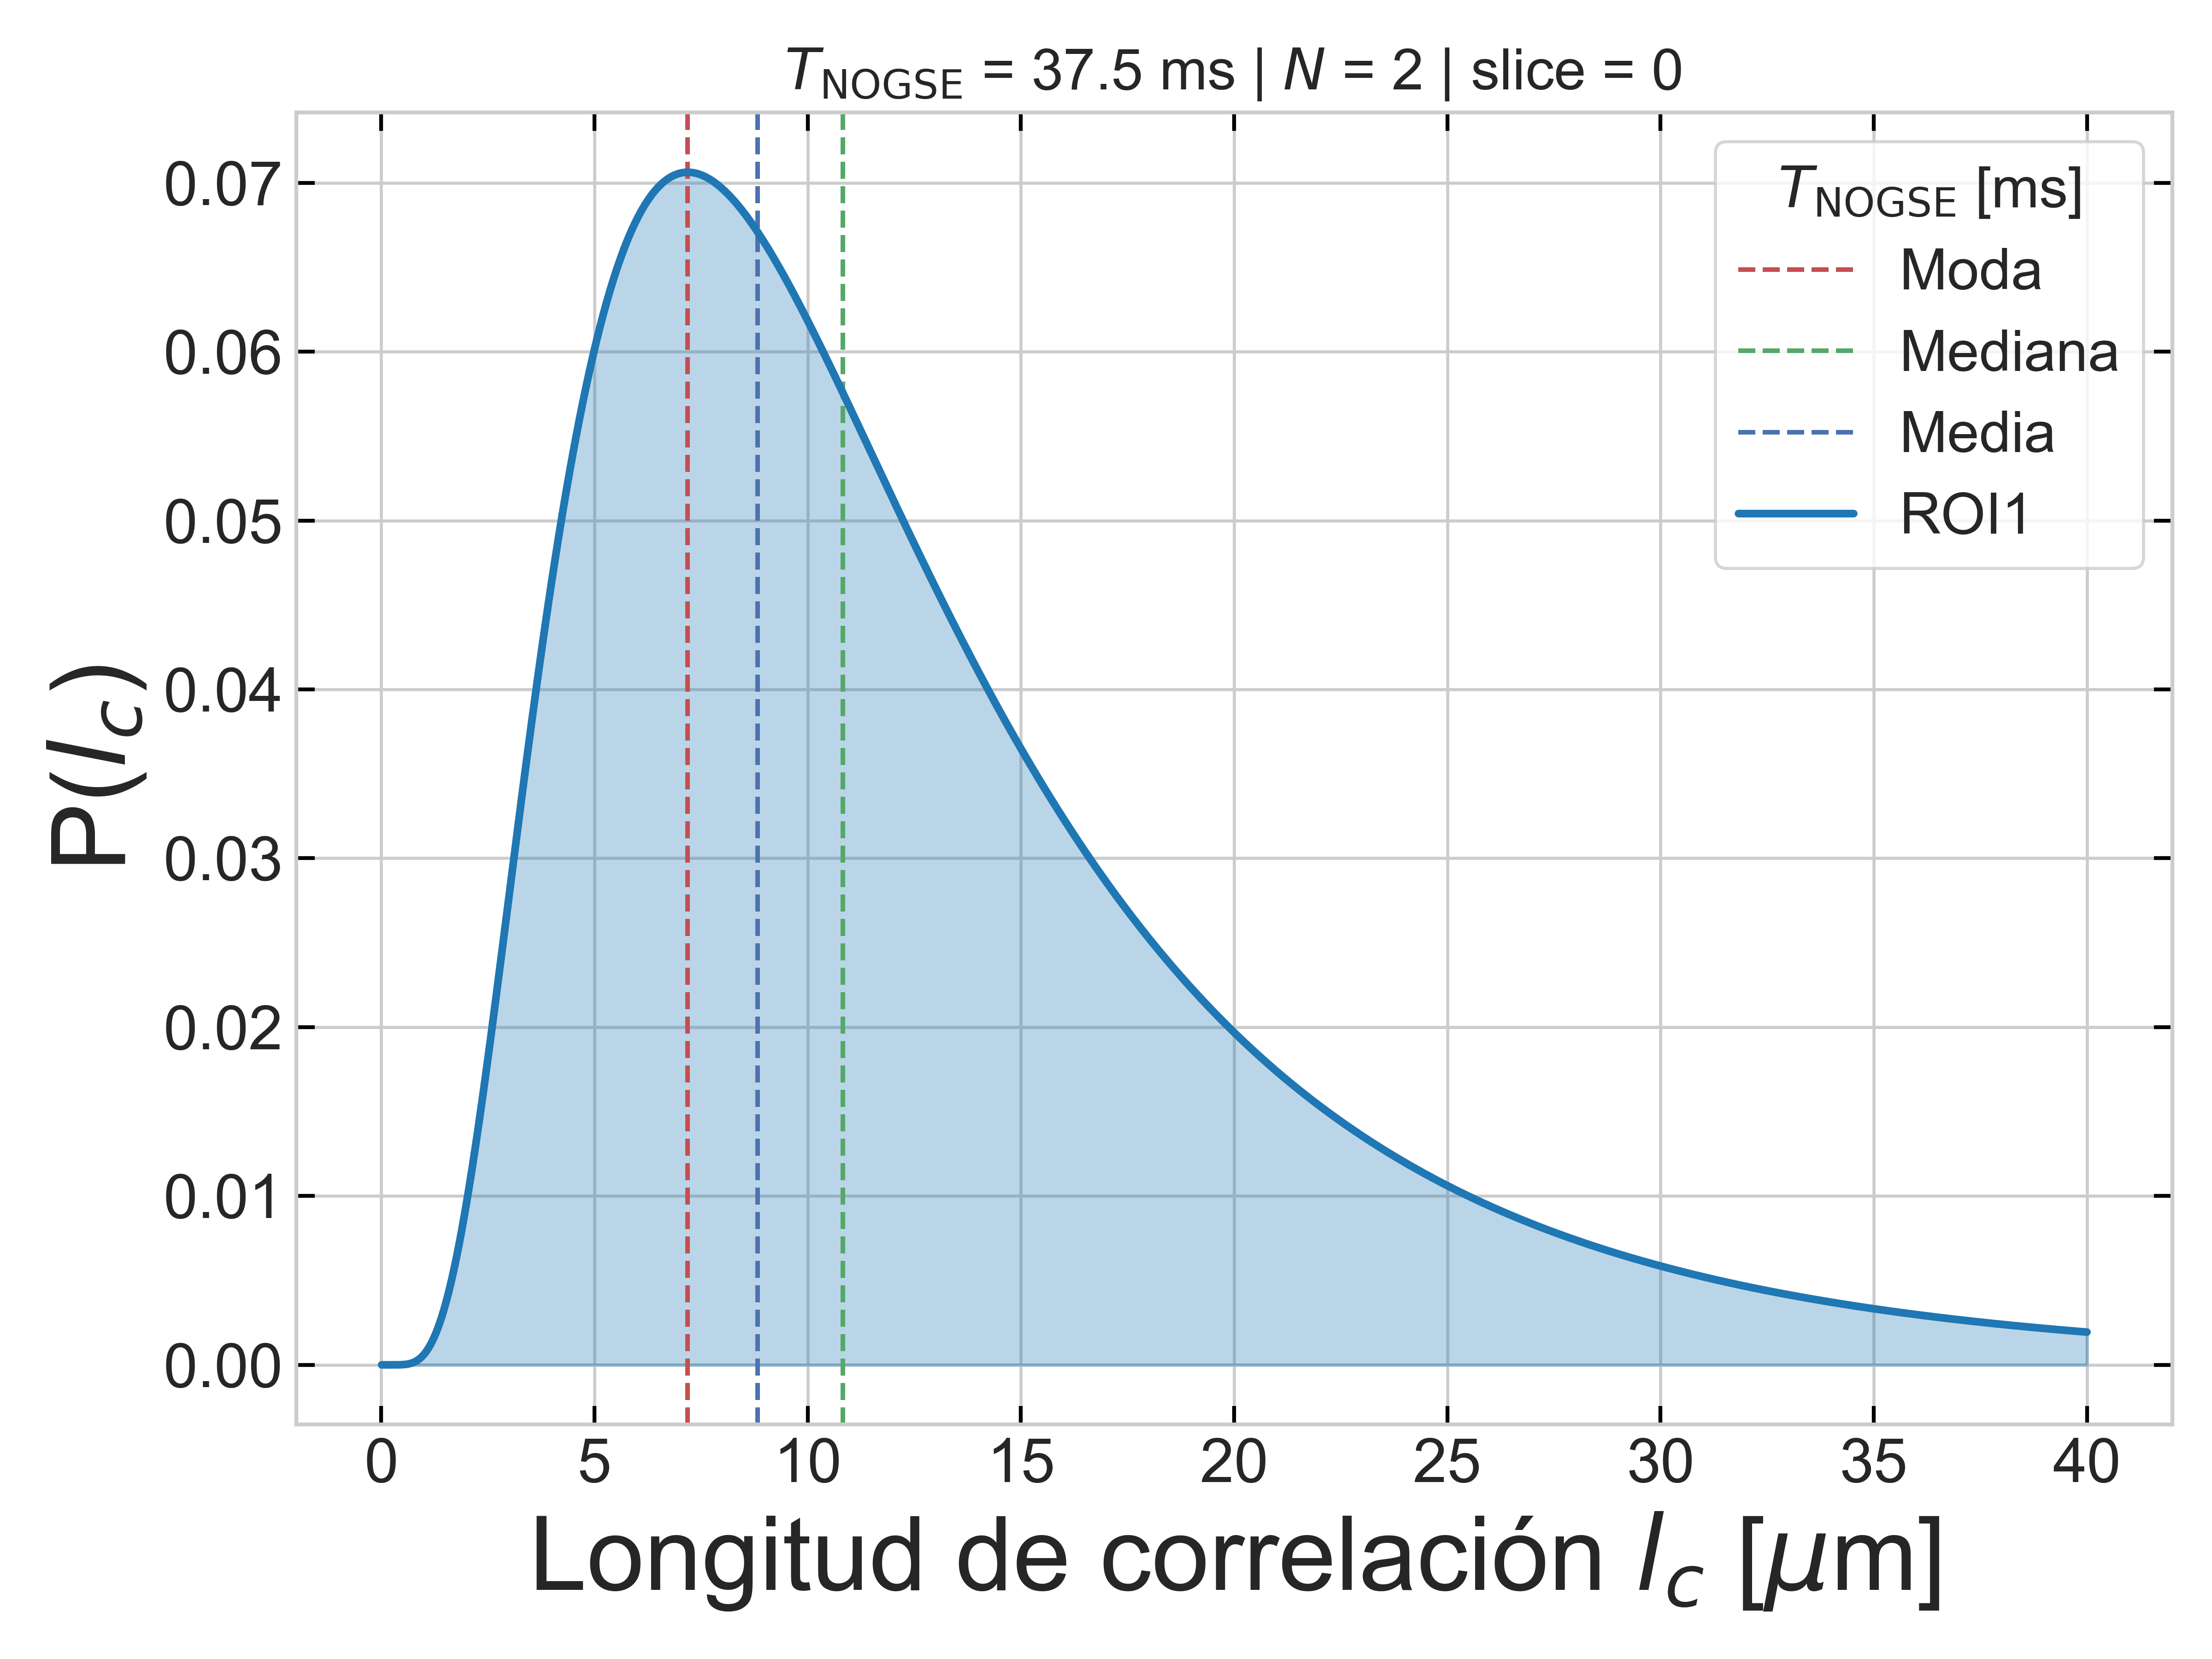 T_NOGSE = 37.5 ms | N = 2 | slice = 0
T_NOGSE [ms]
Moda
Mediana
Media
ROI1
P(l_c)
0.07
0.06
0.05
0.04
0.03
0.02
0.01
0.00
0 5 10 15 20 25 30 35 40
Longitud de correlación l_c [μm]